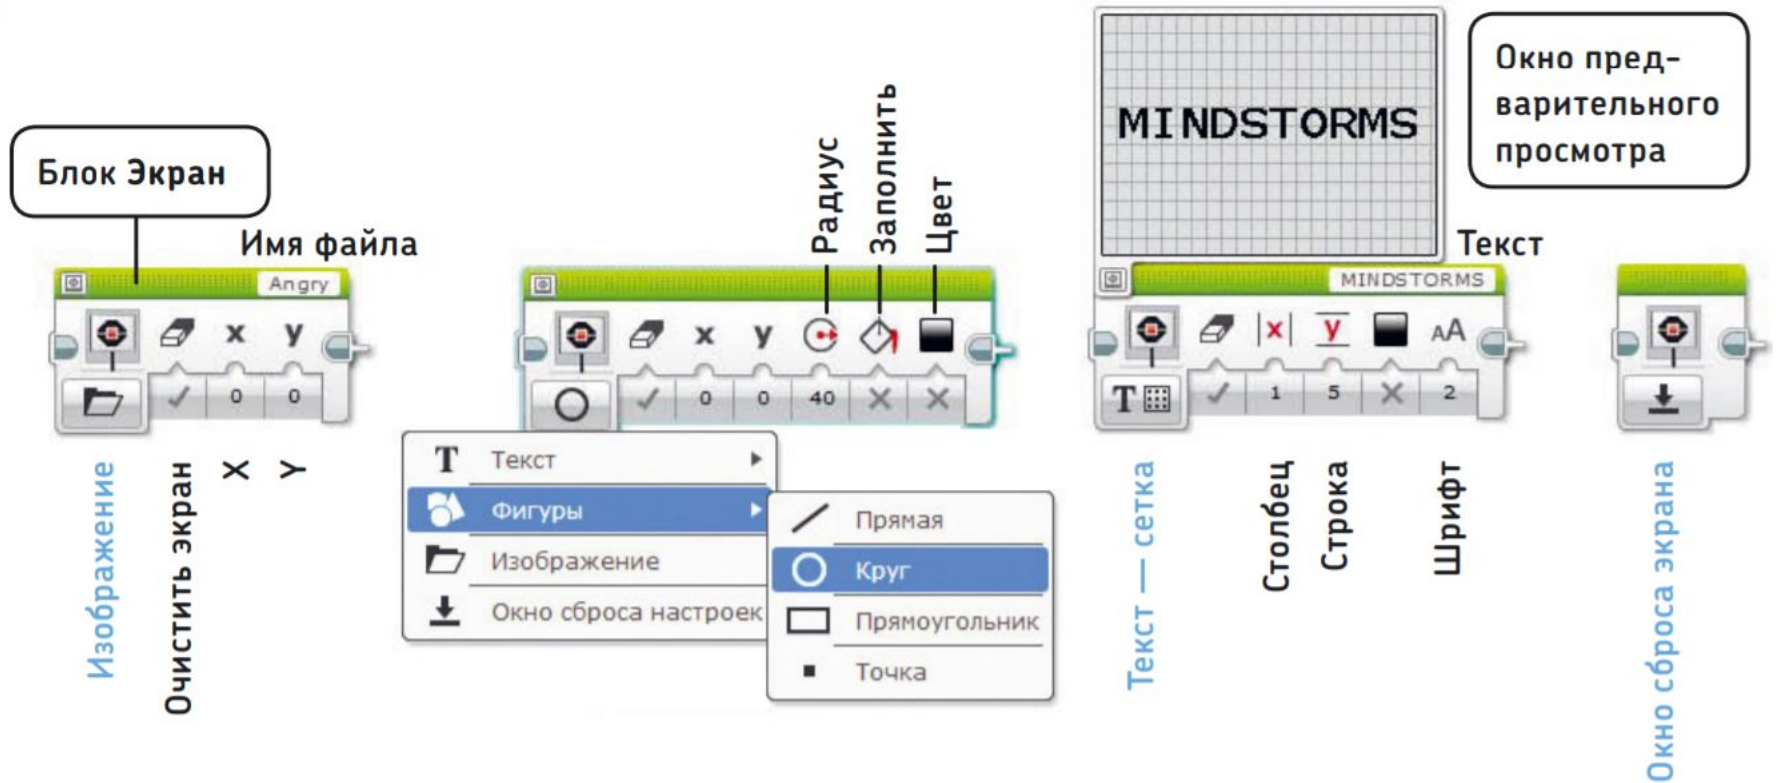 Блок Экран
Имя файла
Angry
x y
0 0
Изображение
Очистить экран
X
Y
Радиус
Заполнить
Цвет
x y
0 0 40
T Текст
Фигуры
Изображение
Окно сброса настроек
Прямая
Круг
Прямоугольник
Точка
MINDSTORMS
Окно пред-
варительного
просмотра
Текст
MINDSTORMS
x y AA
T 1 5 2
Текст — сетка
Столбец
Строка
Шрифт
Окно сброса экрана